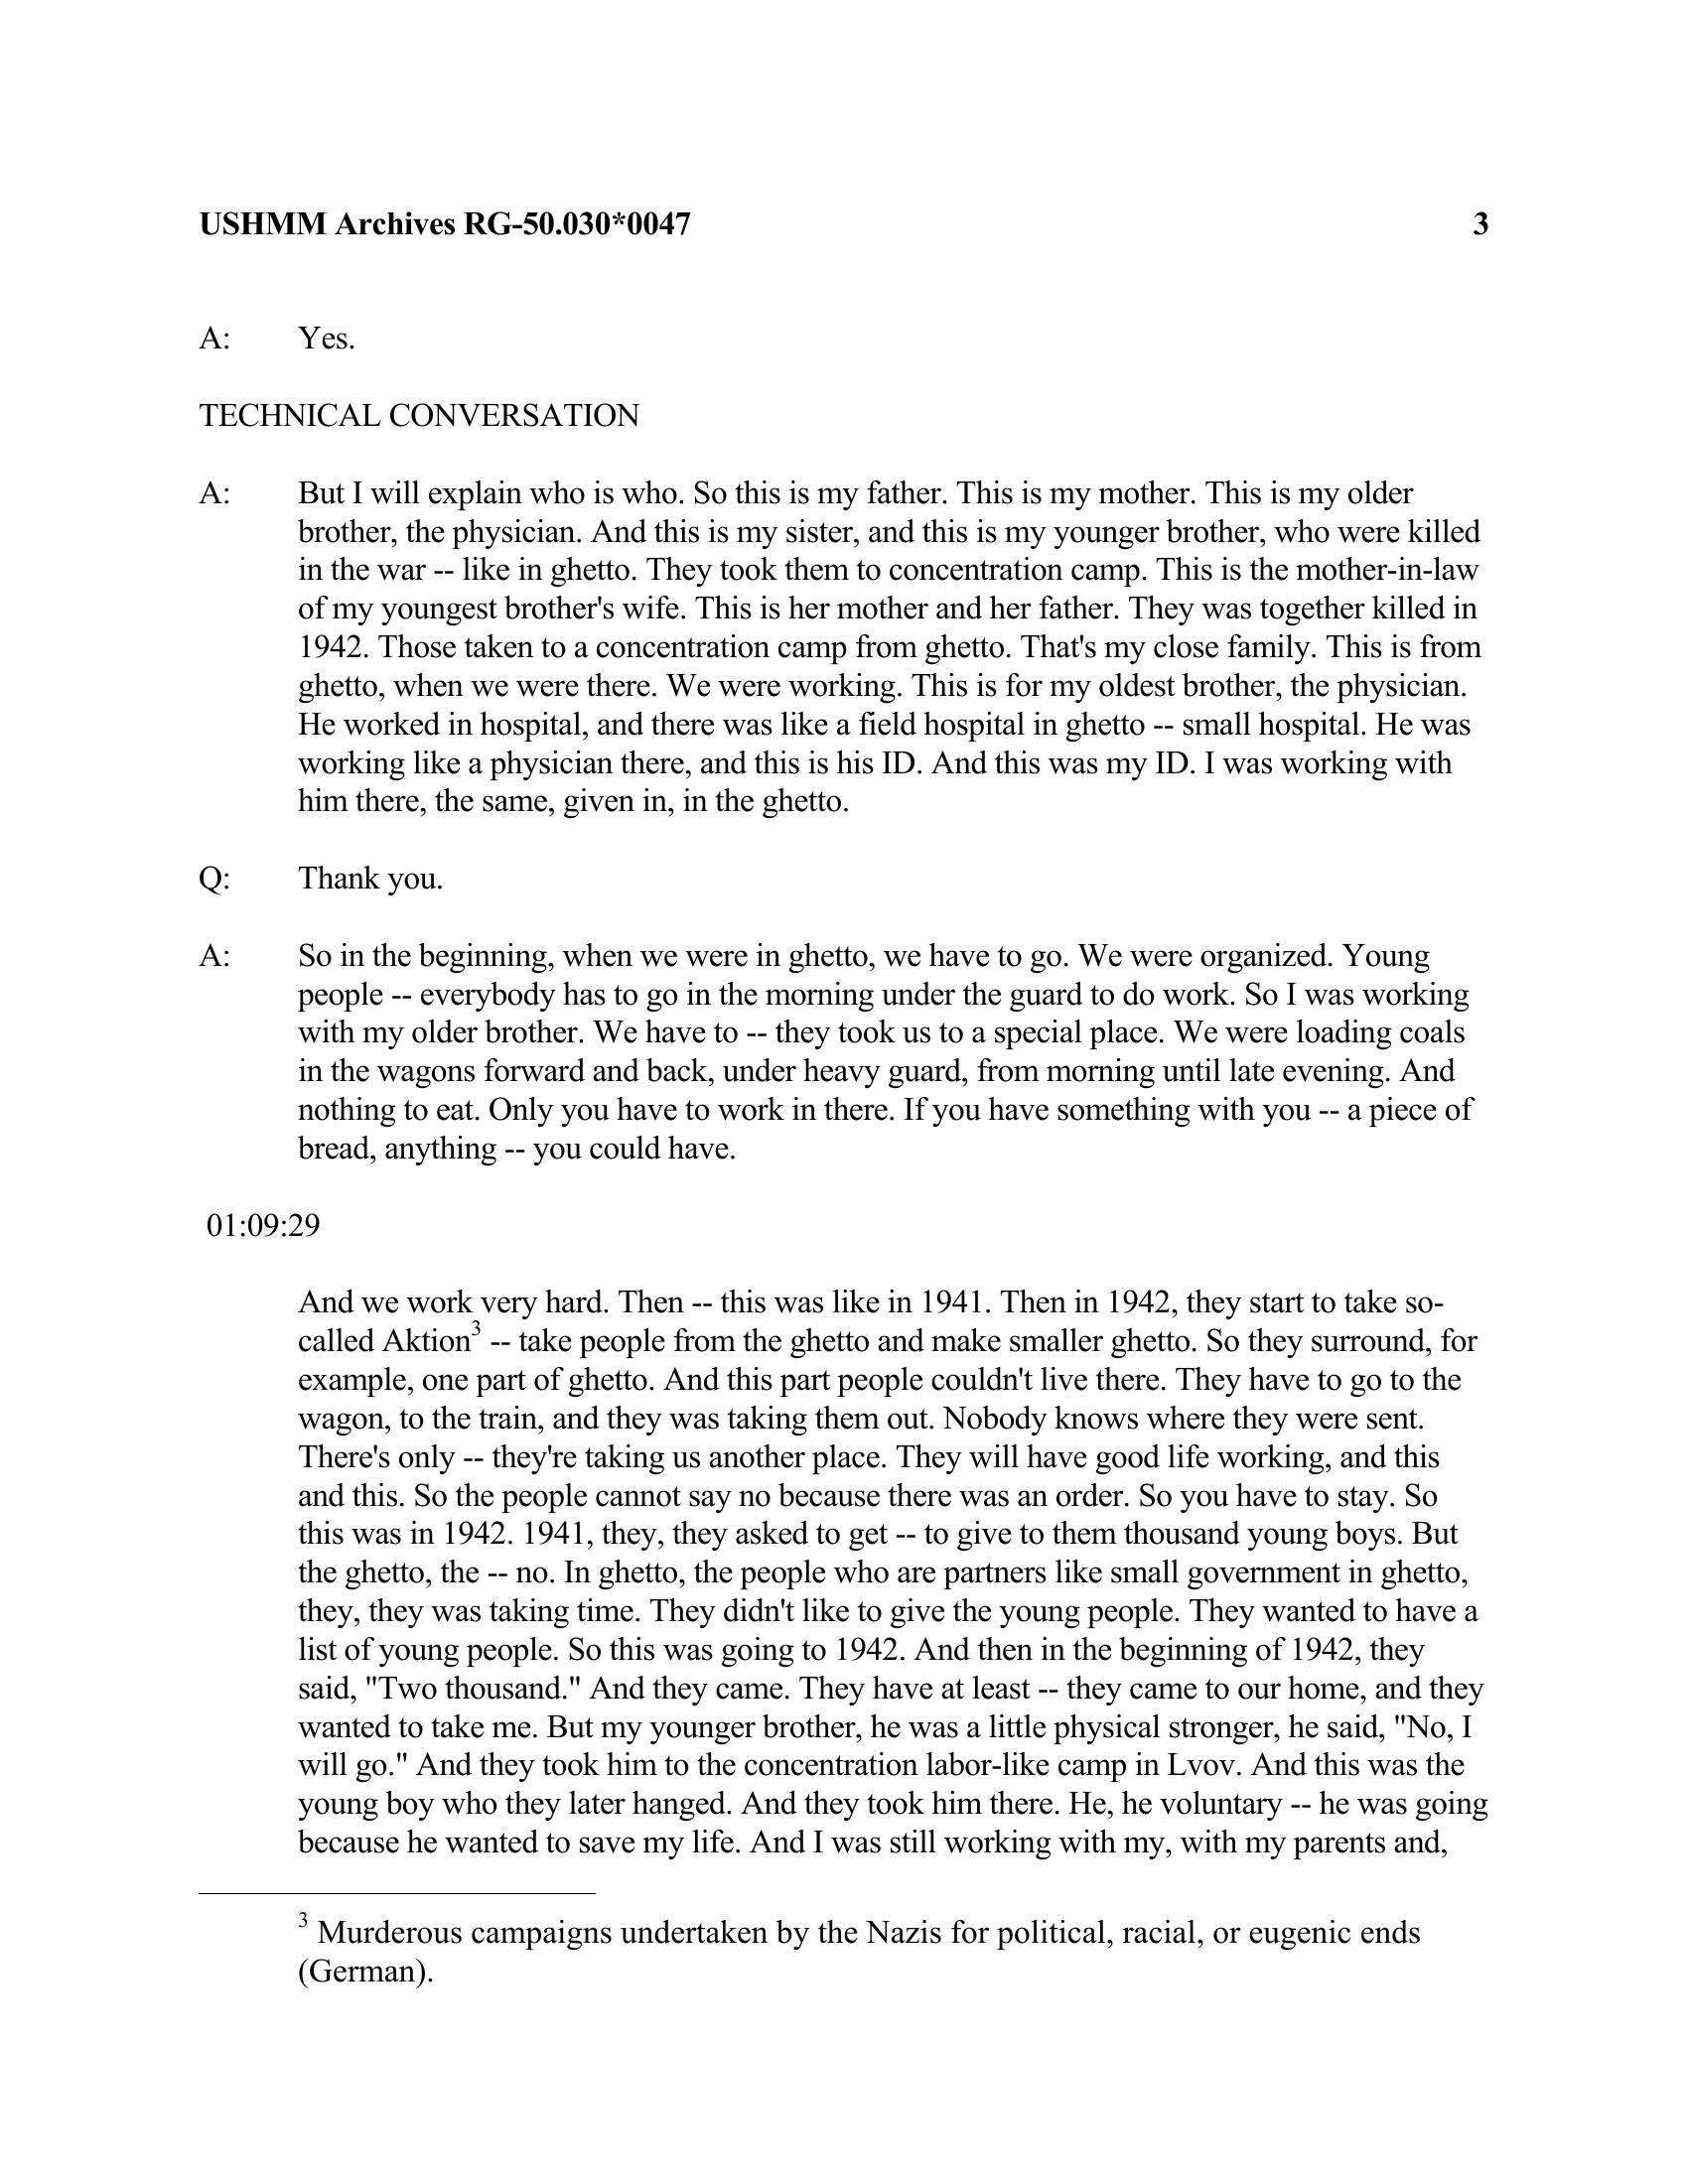 USHMM Archives RG-50.030*0047 3
A: Yes.
TECHNICAL CONVERSATION
A: But I will explain who is who. So this is my father. This is my mother. This is my older
brother, the physician. And this is my sister, and this is my younger brother, who were killed
in the war -- like in ghetto. They took them to concentration camp. This is the mother-in-law
of my youngest brother's wife. This is her mother and her father. They was together killed in
1942. Those taken to a concentration camp from ghetto. That's my close family. This is from
ghetto, when we were there. We were working. This is for my oldest brother, the physician.
He worked in hospital, and there was like a field hospital in ghetto -- small hospital. He was
working like a physician there, and this is his ID. And this was my ID. I was working with
him there, the same, given in, in the ghetto.
Q: Thank you.
A: So in the beginning, when we were in ghetto, we have to go. We were organized. Young
people -- everybody has to go in the morning under the guard to do work. So I was working
with my older brother. We have to -- they took us to a special place. We were loading coals
in the wagons forward and back, under heavy guard, from morning until late evening. And
nothing to eat. Only you have to work in there. If you have something with you -- a piece of
bread, anything -- you could have.
01:09:29
And we work very hard. Then -- this was like in 1941. Then in 1942, they start to take so-
called Aktion3 -- take people from the ghetto and make smaller ghetto. So they surround, for
example, one part of ghetto. And this part people couldn't live there. They have to go to the
wagon, to the train, and they was taking them out. Nobody knows where they were sent.
There's only -- they're taking us another place. They will have good life working, and this
and this. So the people cannot say no because there was an order. So you have to stay. So
this was in 1942. 1941, they, they asked to get -- to give to them thousand young boys. But
the ghetto, the -- no. In ghetto, the people who are partners like small government in ghetto,
they, they was taking time. They didn't like to give the young people. They wanted to have a
list of young people. So this was going to 1942. And then in the beginning of 1942, they
said, "Two thousand." And they came. They have at least -- they came to our home, and they
wanted to take me. But my younger brother, he was a little physical stronger, he said, "No, I
will go." And they took him to the concentration labor-like camp in Lvov. And this was the
young boy who they later hanged. And they took him there. He, he voluntary -- he was going
because he wanted to save my life. And I was still working with my, with my parents and,
3 Murderous campaigns undertaken by the Nazis for political, racial, or eugenic ends
(German).